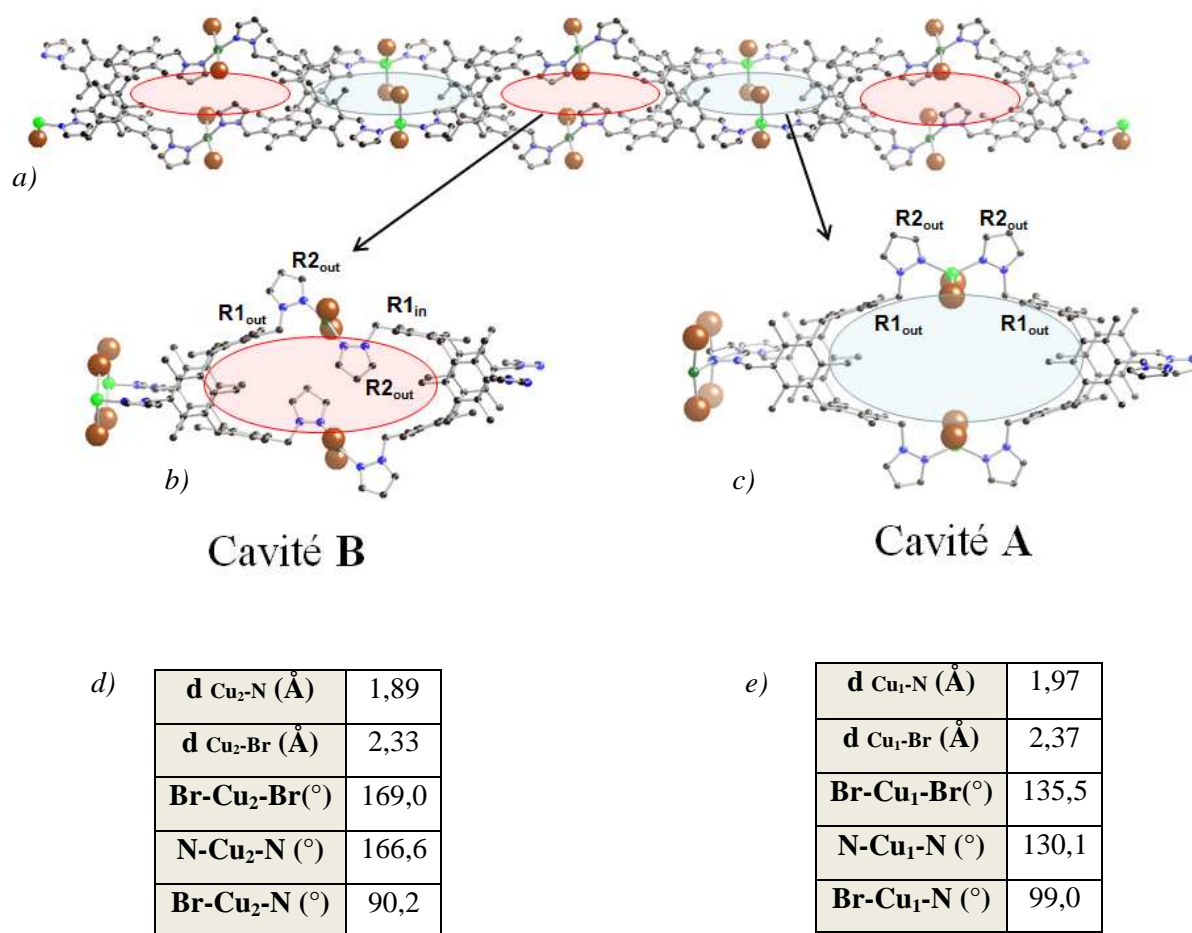 a)
R2out R2out
R2out
R1out R1in
R1out R1out
R2out
b) c)
Cavité B Cavité A
d) e)
d Cu2-N (Å) 1,89
d Cu2-Br (Å) 2,33
Br-Cu2-Br(°) 169,0
N-Cu2-N (°) 166,6
Br-Cu2-N (°) 90,2
d Cu1-N (Å) 1,97
d Cu1-Br (Å) 2,37
Br-Cu1-Br(°) 135,5
N-Cu1-N (°) 130,1
Br-Cu1-N (°) 99,0